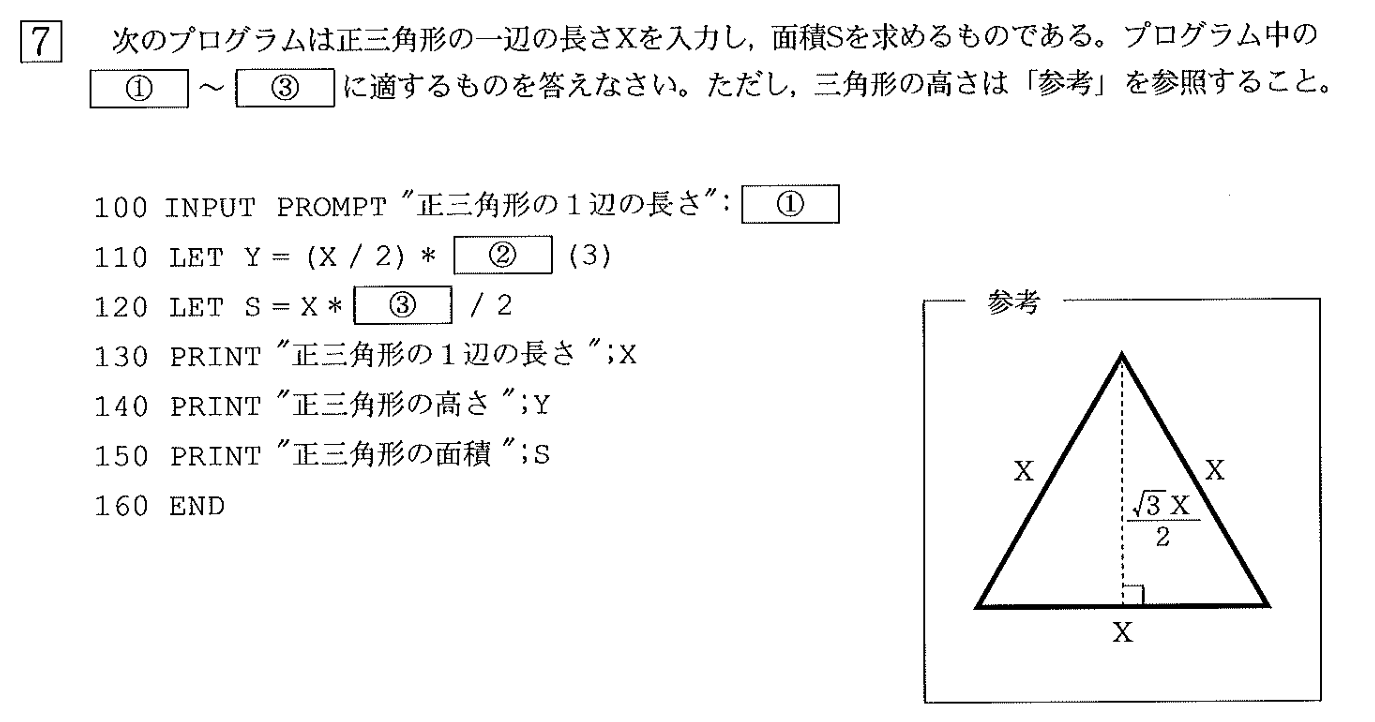 7 次のプログラムは正三角形の一辺の長さXを入力し，面積Sを求めるものである。プログラム中の
① ～ ③ に適するものを答えなさい。ただし，三角形の高さは「参考」を参照すること。
100 INPUT PROMPT ″正三角形の１辺の長さ″: ①
110 LET Y = (X / 2) * ② (3)
120 LET S = X * ③ / 2
130 PRINT ″正三角形の１辺の長さ ″;X
140 PRINT ″正三角形の高さ ″;Y
150 PRINT ″正三角形の面積 ″;S
160 END
参考
X
X
√3 X
2
X